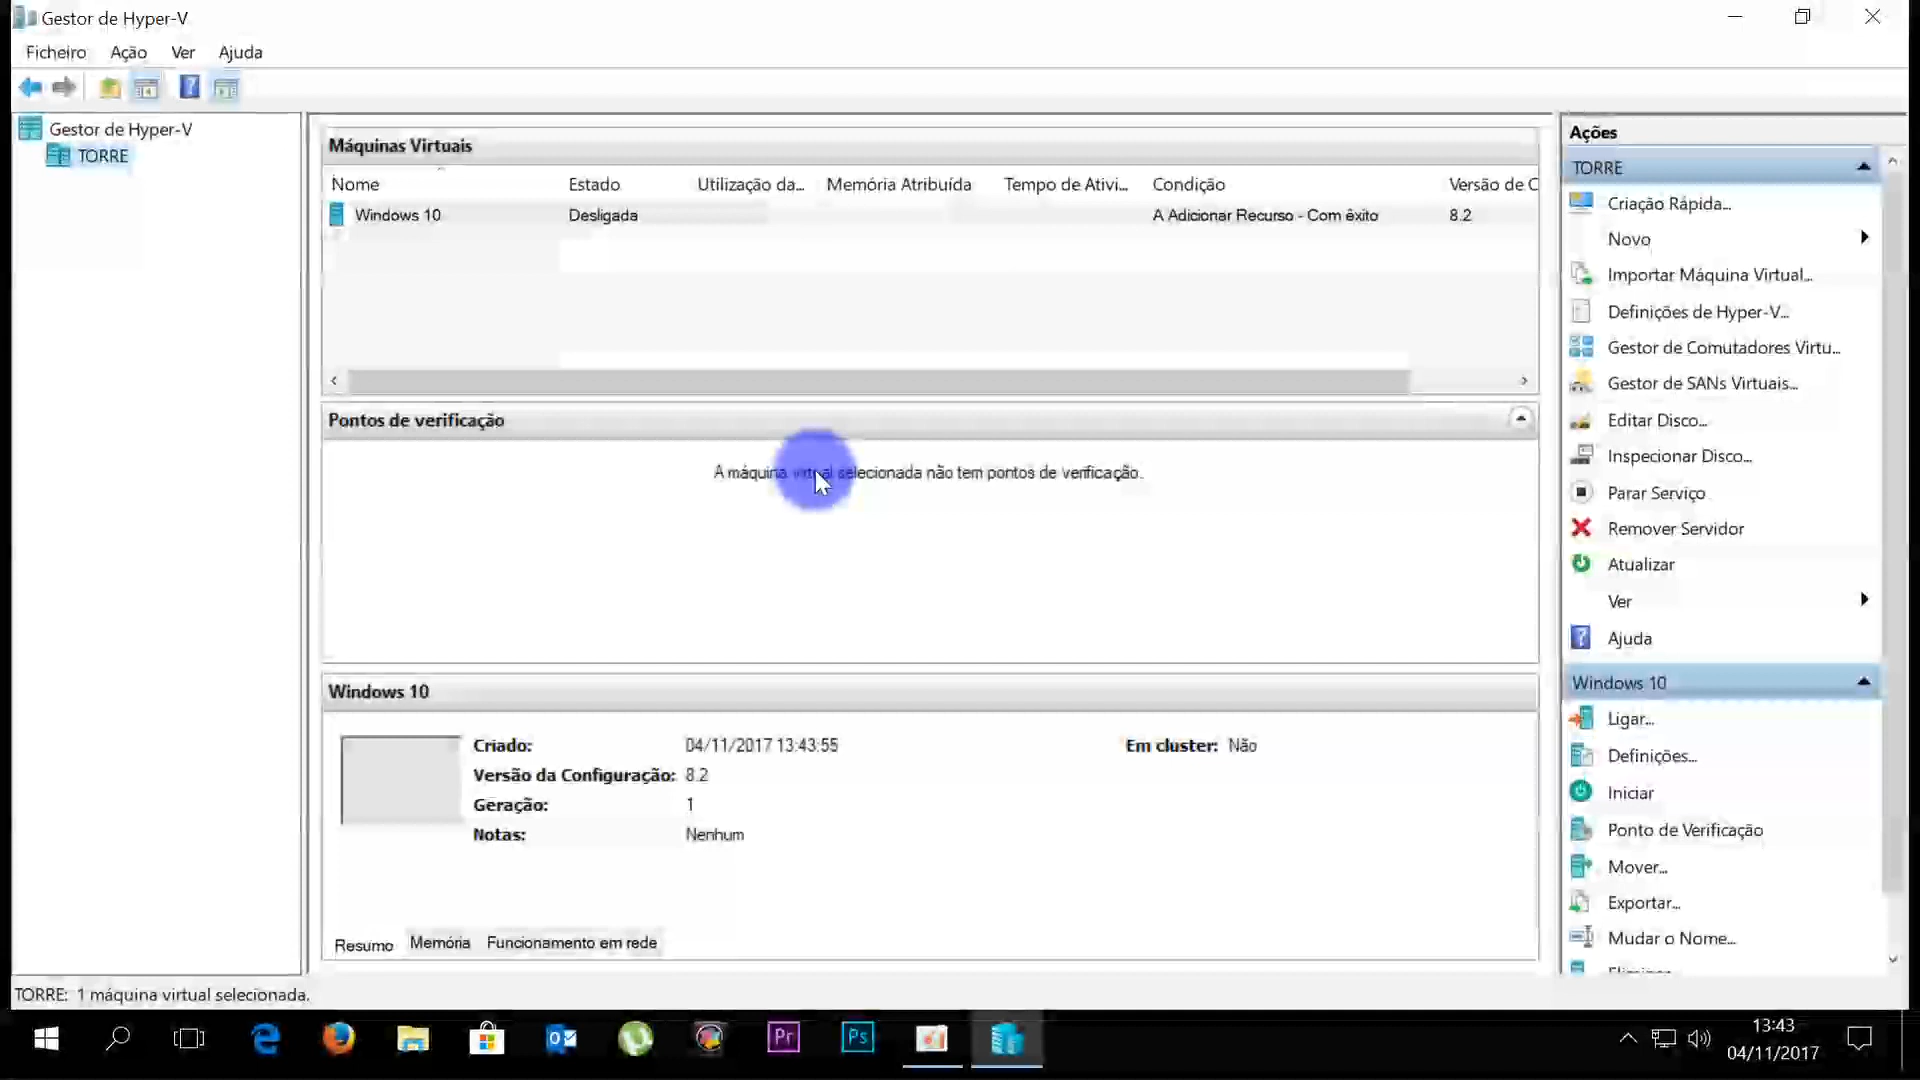 Gestor de Hyper-V
Ficheiro Ação Ver Ajuda
Gestor de Hyper-V
TORRE
Máquinas Virtuais
Nome Estado Utilização da... Memória Atribuída Tempo de Ativi... Condição Versão de C
Windows 10 Desligada A Adicionar Recurso - Com êxito 8.2
Pontos de verificação
A máquina virtual selecionada não tem pontos de verificação.
Windows 10
Criado: 04/11/2017 13:43:55 Em cluster: Não
Versão da Configuração: 8.2
Geração: 1
Notas: Nenhum
Resumo Memória Funcionamento em rede
Ações
TORRE
Criação Rápida...
Novo
Importar Máquina Virtual...
Definições de Hyper-V...
Gestor de Comutadores Virtu...
Gestor de SANs Virtuais...
Editar Disco...
Inspecionar Disco...
Parar Serviço
Remover Servidor
Atualizar
Ver
Ajuda
Windows 10
Ligar...
Definições...
Iniciar
Ponto de Verificação
Mover...
Exportar...
Mudar o Nome...
TORRE: 1 máquina virtual selecionada.
Pr
Ps
13:43
04/11/2017